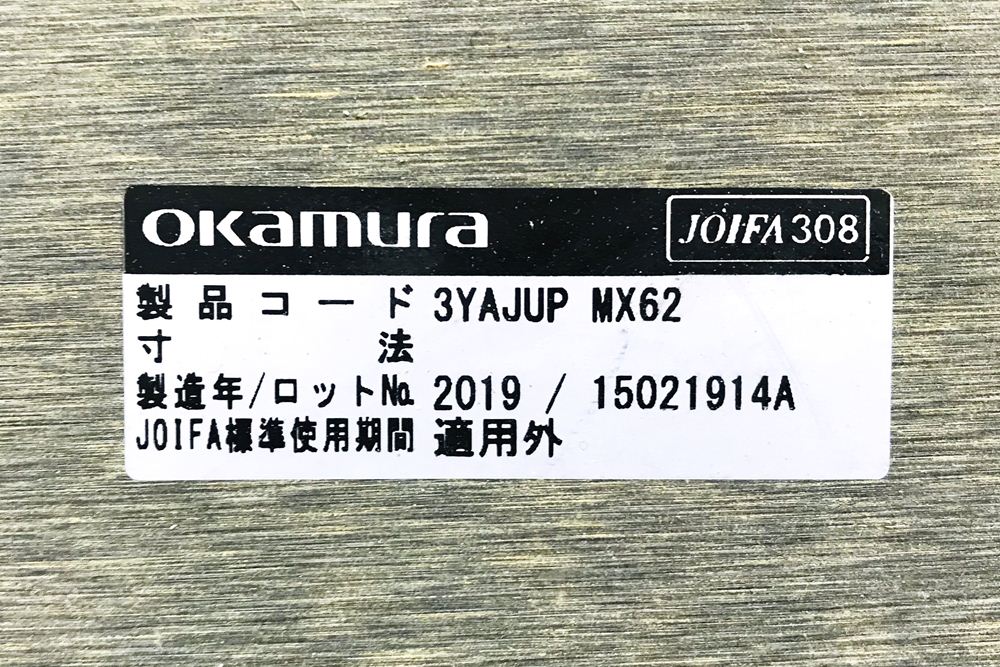 okamura JOIFA308
製品コード 3YAJUP MX62
寸法
製造年/ロット№ 2019 / 15021914A
JOIFA標準使用期間 適用外